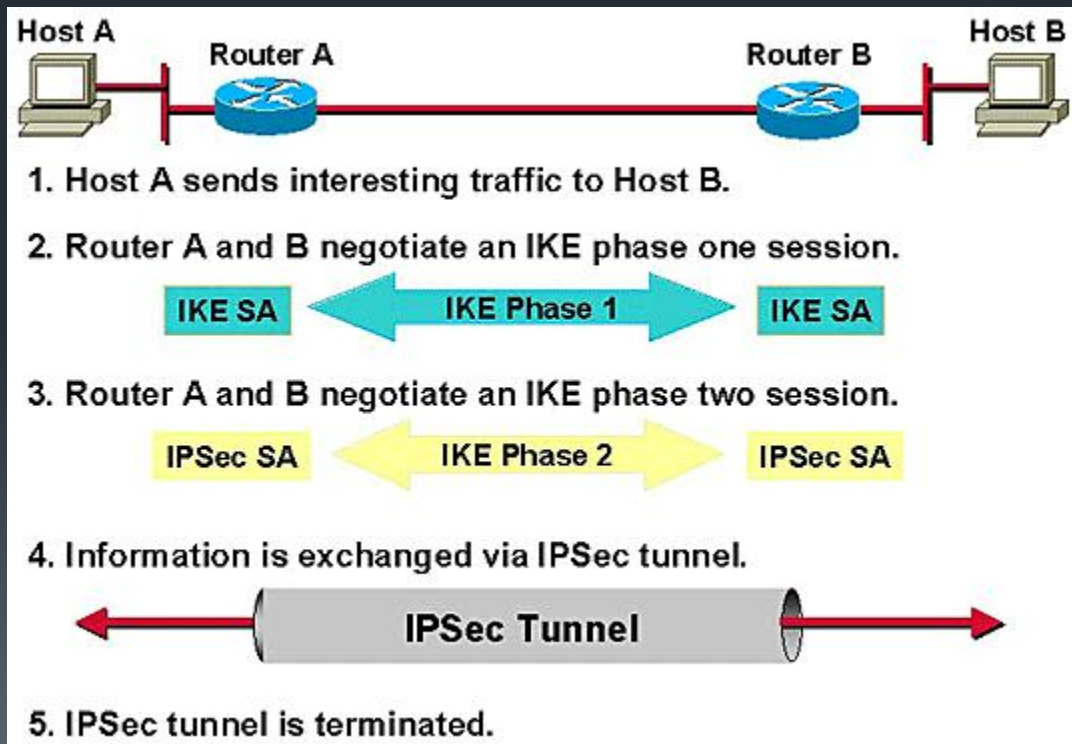 Host A
Router A
Router B
Host B
1. Host A sends interesting traffic to Host B.
2. Router A and B negotiate an IKE phase one session.
IKE SA
IKE Phase 1
IKE SA
3. Router A and B negotiate an IKE phase two session.
IPSec SA
IKE Phase 2
IPSec SA
4. Information is exchanged via IPSec tunnel.
IPSec Tunnel
5. IPSec tunnel is terminated.